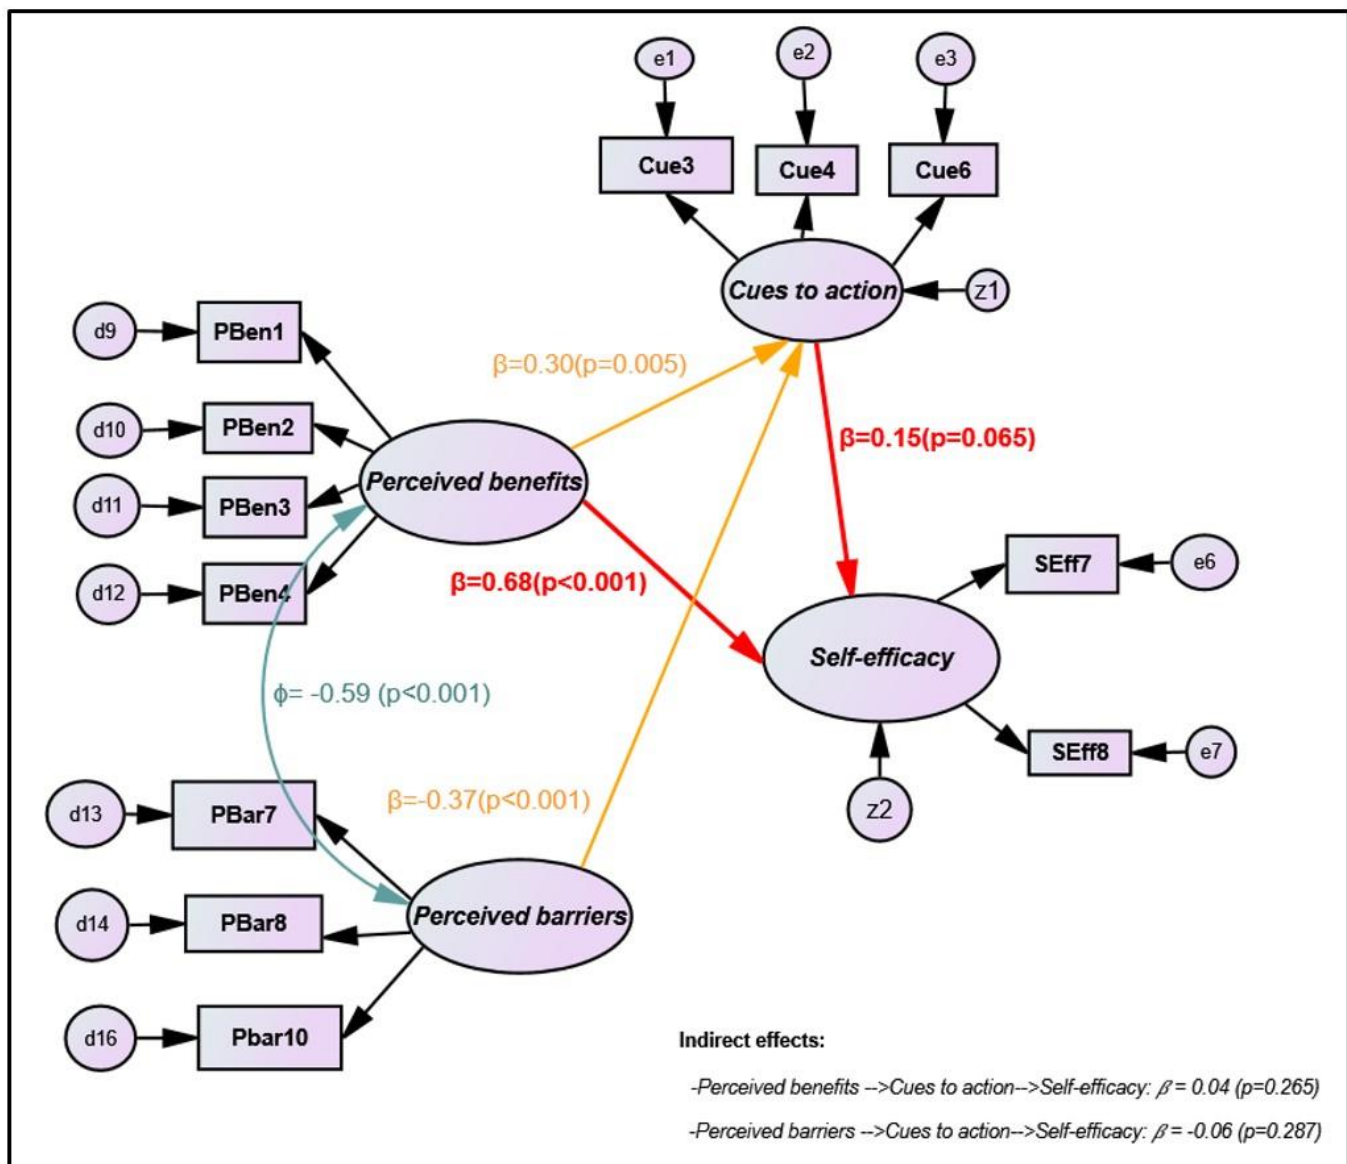 e1
e2
e3
Cue3
Cue4
Cue6
Cues to action
z1
d9
PBen1
β=0.30(p=0.005)
d10
PBen2
β=0.15(p=0.065)
Perceived benefits
d11
PBen3
d12
PBen4
β=0.68(p<0.001)
SEff7
e6
Self-efficacy
ϕ= -0.59 (p<0.001)
SEff8
e7
d13
PBar7
β=-0.37(p<0.001)
z2
d14
PBar8
Perceived barriers
d16
Pbar10
Indirect effects:
-Perceived benefits -->Cues to action-->Self-efficacy: β = 0.04 (p=0.265)
-Perceived barriers -->Cues to action-->Self-efficacy: β = -0.06 (p=0.287)